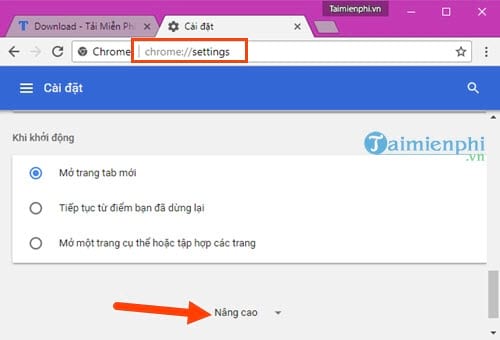 Taimienphi.vn
Download - Tải Miễn Ph
Cài đặt
Chrome | chrome://settings
Cài đặt
Khi khởi động
Taimienphi
.vn
Mở trang tab mới
Tiếp tục từ điểm bạn đã dừng lại
Mở một trang cụ thể hoặc tập hợp các trang
Nâng cao